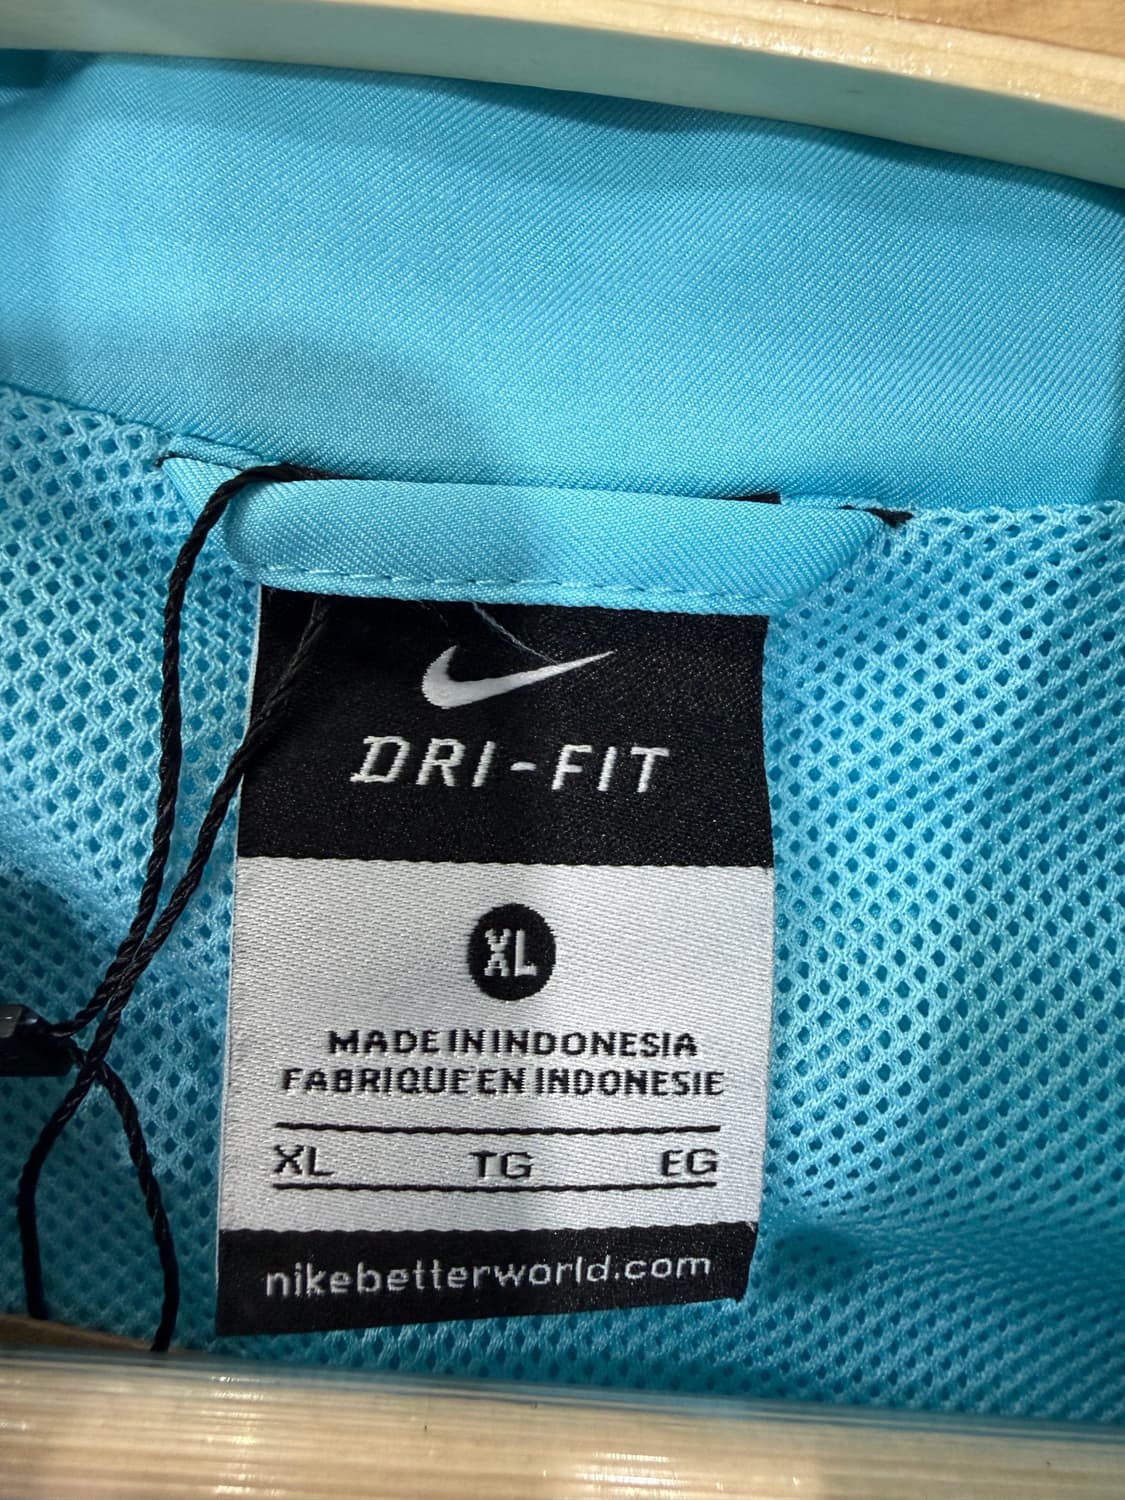 DRI-FIT
XL
MADE IN INDONESIA
FABRIQUE EN INDONESIE
XL TG EG
nikebetterworld.com